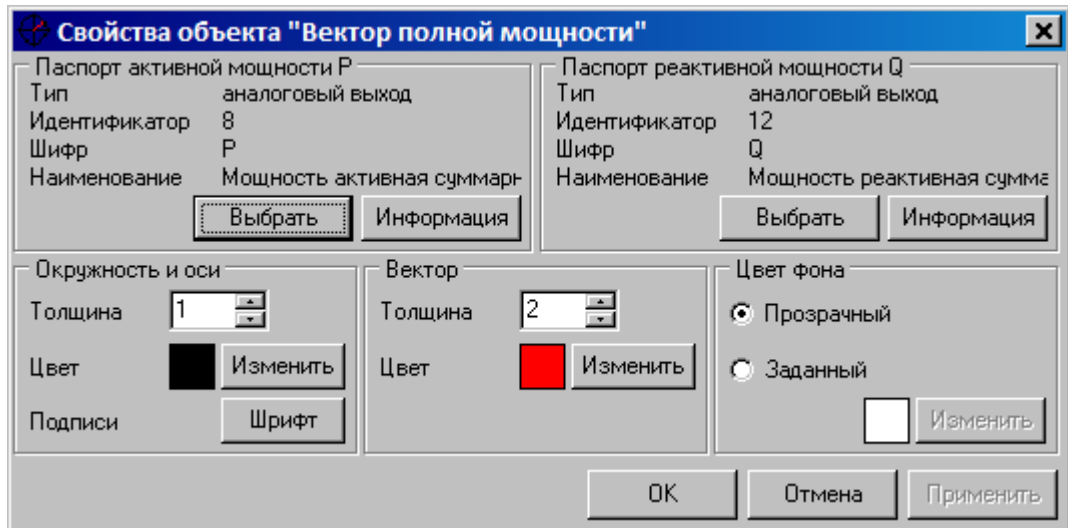 Свойства объекта "Вектор полной мощности"
Паспорт активной мощности P
Тип аналоговый выход
Идентификатор 8
Шифр P
Наименование Мощность активная суммарн
Выбрать Информация
Паспорт реактивной мощности Q
Тип аналоговый выход
Идентификатор 12
Шифр Q
Наименование Мощность реактивная сумма
Выбрать Информация
Окружность и оси
Толщина 1
Цвет Изменить
Подписи Шрифт
Вектор
Толщина 2
Цвет Изменить
Цвет фона
Прозрачный
Заданный
Изменить
OK Отмена Применить